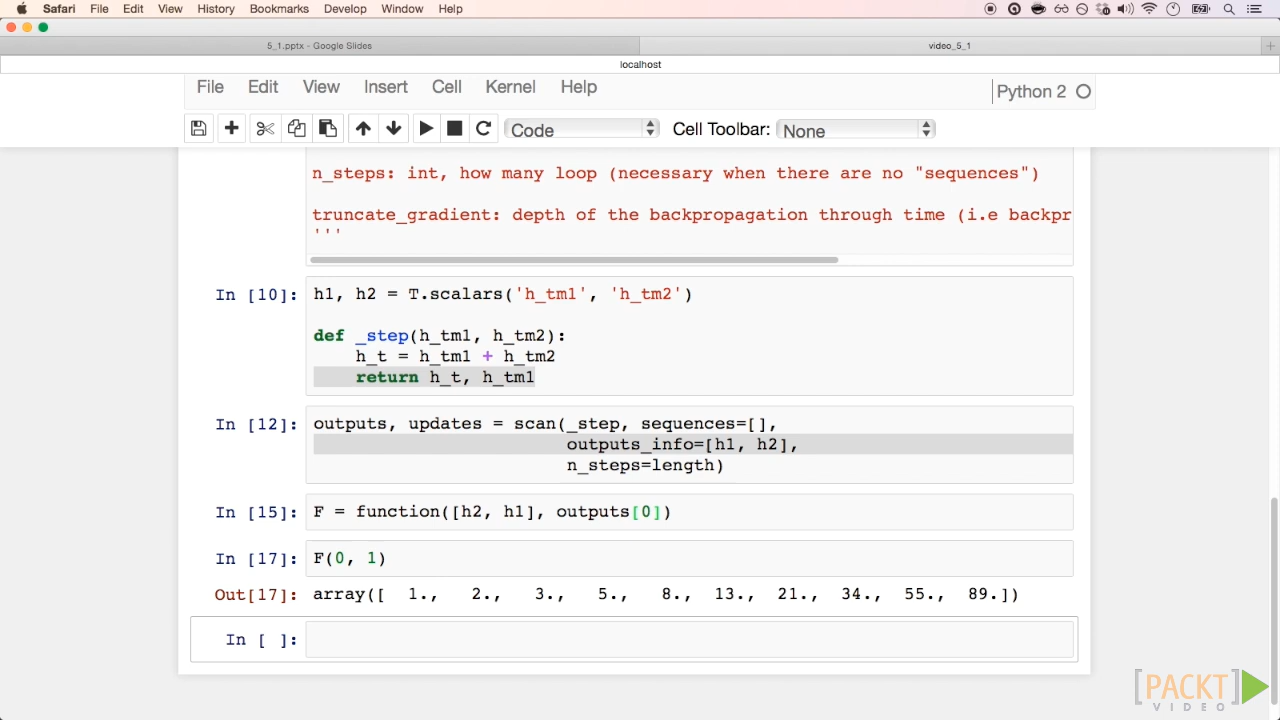 Safari File Edit View History Bookmarks Develop Window Help
5_1.pptx - Google Slides video_5_1
localhost
File Edit View Insert Cell Kernel Help Python 2
Code Cell Toolbar: None
n_steps: int, how many loop (necessary when there are no "sequences")
truncate_gradient: depth of the backpropagation through time (i.e backpr
'''
In [10]: h1, h2 = T.scalars('h_tm1', 'h_tm2')
def _step(h_tm1, h_tm2):
h_t = h_tm1 + h_tm2
return h_t, h_tm1
In [12]: outputs, updates = scan(_step, sequences=[],
outputs_info=[h1, h2],
n_steps=length)
In [15]: F = function([h2, h1], outputs[0])
In [17]: F(0, 1)
Out[17]: array([ 1., 2., 3., 5., 8., 13., 21., 34., 55., 89.])
In [ ]:
[PACKT]
VIDEO